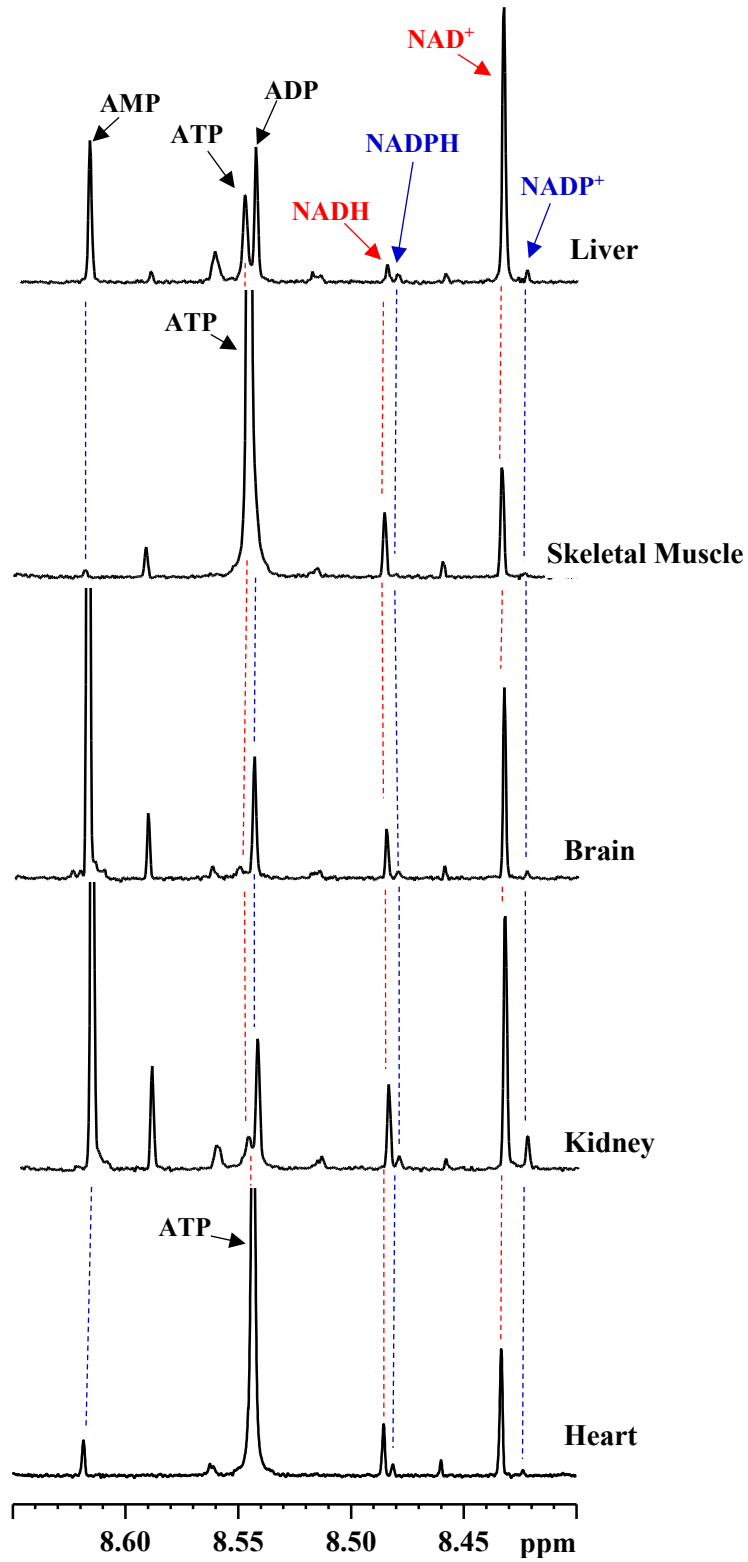 NAD⁺
AMP
ADP
ATP
NADPH
NADH
NADP⁺
Liver
ATP
Skeletal Muscle
Brain
Kidney
ATP
Heart
8.60 8.55 8.50 8.45 ppm